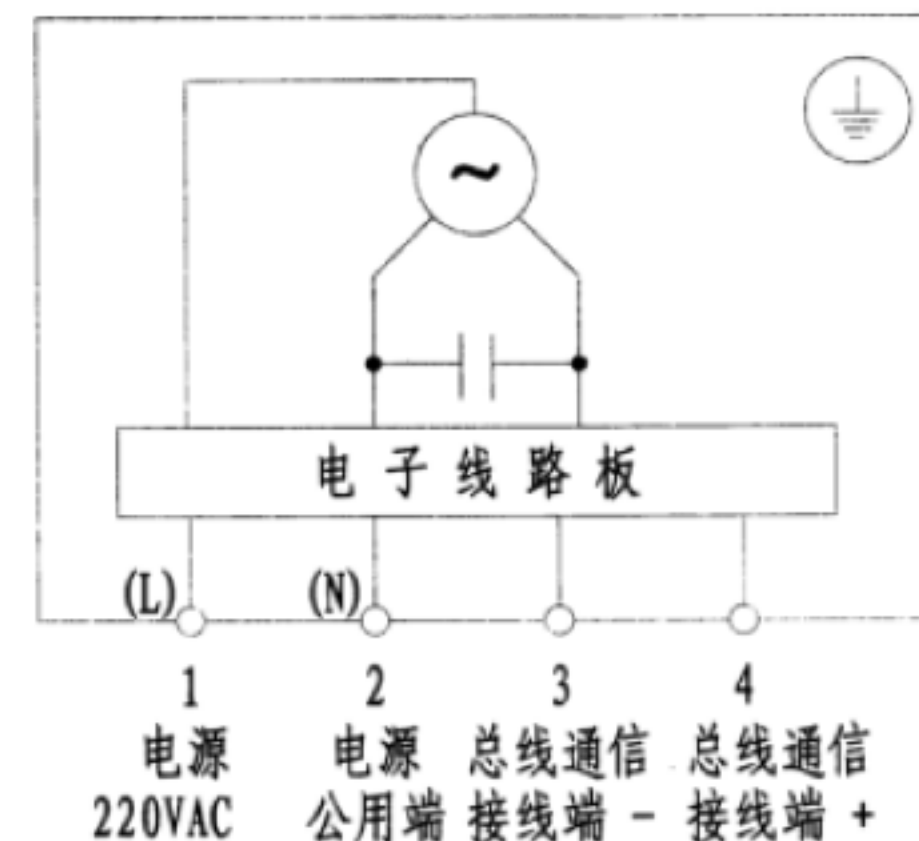 ~
电子线路板
(L) (N)
1 2 3 4
电源 电源 总线通信 总线通信
220VAC 公用端 接线端 - 接线端 +